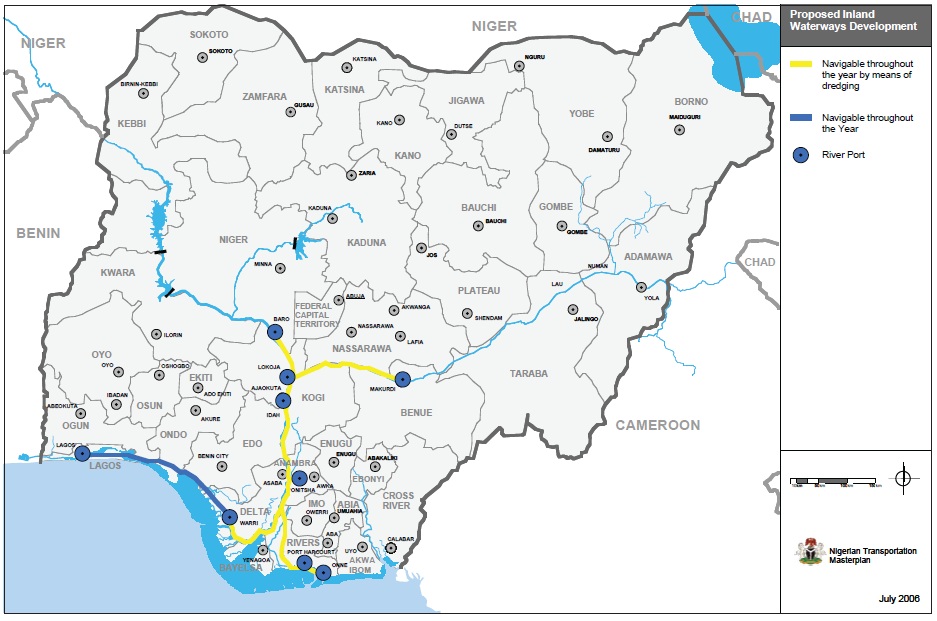 NIGER
NIGER
CHAD
SOKOTO
SOKOTO
KATSINA
NGURU
BIRNIN-KEBBI
ZAMFARA
KATSINA
JIGAWA
YOBE
BORNO
GUSAU
MAIDUGURI
KEBBI
KANO
DUTSE
DAMATURU
KANO
ZARIA
KADUNA
BAUCHI
BAUCHI
GOMBE
GOMBE
BENIN
NIGER
KADUNA
JOS
ADAMAWA
KWARA
MINNA
NUMAN
CHAD
PLATEAU
LAU
YOLA
ABUJA
FEDERAL
CAPITAL
TERRITORY
AKWANGA
SHENDAM
JALINGO
BARO
NASSARAWA
LAFIA
ILORIN
NASSARAWA
OYO
OYO
OSHOGBO
LOKOJA
TARABA
EKITI
AJAOKUTA
MAKURDI
IBADAN
ADO EKITI
KOGI
ABEOKUTA
OSUN
AKURE
IDAH
BENUE
OGUN
CAMEROON
ONDO
LAGOS
EDO
ENUGU
LAGOS
BENIN CITY
ENUGU
ABAKALIKI
ANAMBRA
ASABA
AWKA
EBONYI
ONITSHA
CROSS
RIVER
IMO
ABIA
DELTA
OWERRI
UMUAHIA
WARRI
ABA
CALABAR
RIVERS
PORT HARCOURT
UYO
YENAGOA
AKWA
IBOM
BAYELSA
ONNE
Proposed Inland
Waterways Development
Navigable throughout
the year by means of
dredging
Navigable throughout
the Year
River Port
Nigerian Transportation
Masterplan
July 2006